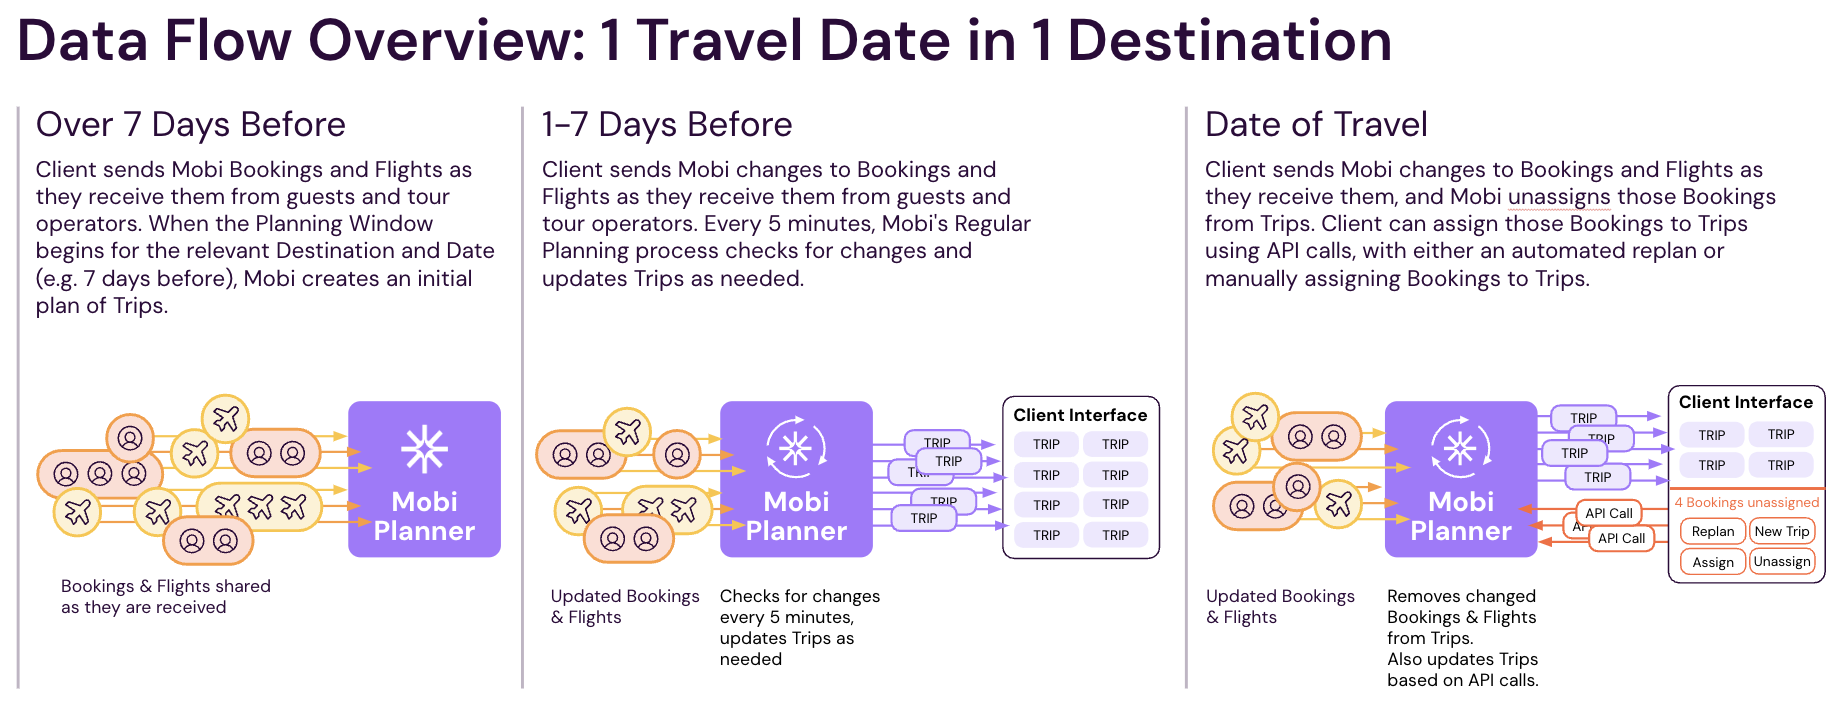 Data Flow Overview: 1 Travel Date in 1 Destination
Over 7 Days Before
Client sends Mobi Bookings and Flights as
they receive them from guests and tour
operators. When the Planning Window
begins for the relevant Destination and Date
(e.g. 7 days before), Mobi creates an initial
plan of Trips.
Mobi
Planner
Bookings & Flights shared
as they are received
1-7 Days Before
Client sends Mobi changes to Bookings and
Flights as they receive them from guests and
tour operators. Every 5 minutes, Mobi's Regular
Planning process checks for changes and
updates Trips as needed.
Mobi
Planner
TRIP
TRIP
TRIP
TRIP
Client Interface
TRIP TRIP
TRIP TRIP
TRIP TRIP
TRIP TRIP
Updated Bookings
& Flights
Checks for changes
every 5 minutes,
updates Trips as
needed
Date of Travel
Client sends Mobi changes to Bookings and Flights as
they receive them, and Mobi unassigns those Bookings
from Trips. Client can assign those Bookings to Trips
using API calls, with either an automated replan or
manually assigning Bookings to Trips.
Mobi
Planner
TRIP
TRIP
TRIP
TRIP
API Call
API Call
Client Interface
TRIP TRIP
TRIP TRIP
4 Bookings unassigned
Replan New Trip
Assign Unassign
Updated Bookings
& Flights
Removes changed
Bookings & Flights
from Trips.
Also updates Trips
based on API calls.